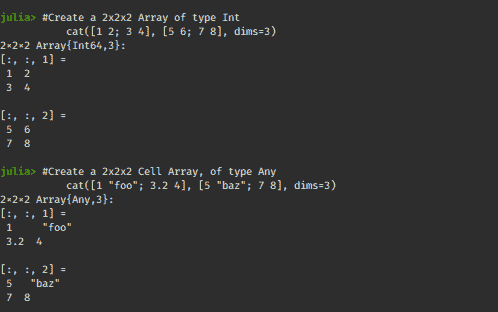 julia> #Create a 2x2x2 Array of type Int
cat([1 2; 3 4], [5 6; 7 8], dims=3)
2×2×2 Array{Int64,3}:
[:, :, 1] =
1 2
3 4
[:, :, 2] =
5 6
7 8
julia> #Create a 2x2x2 Cell Array, of type Any
cat([1 "foo"; 3.2 4], [5 "baz"; 7 8], dims=3)
2×2×2 Array{Any,3}:
[:, :, 1] =
1 "foo"
3.2 4
[:, :, 2] =
5 "baz"
7 8